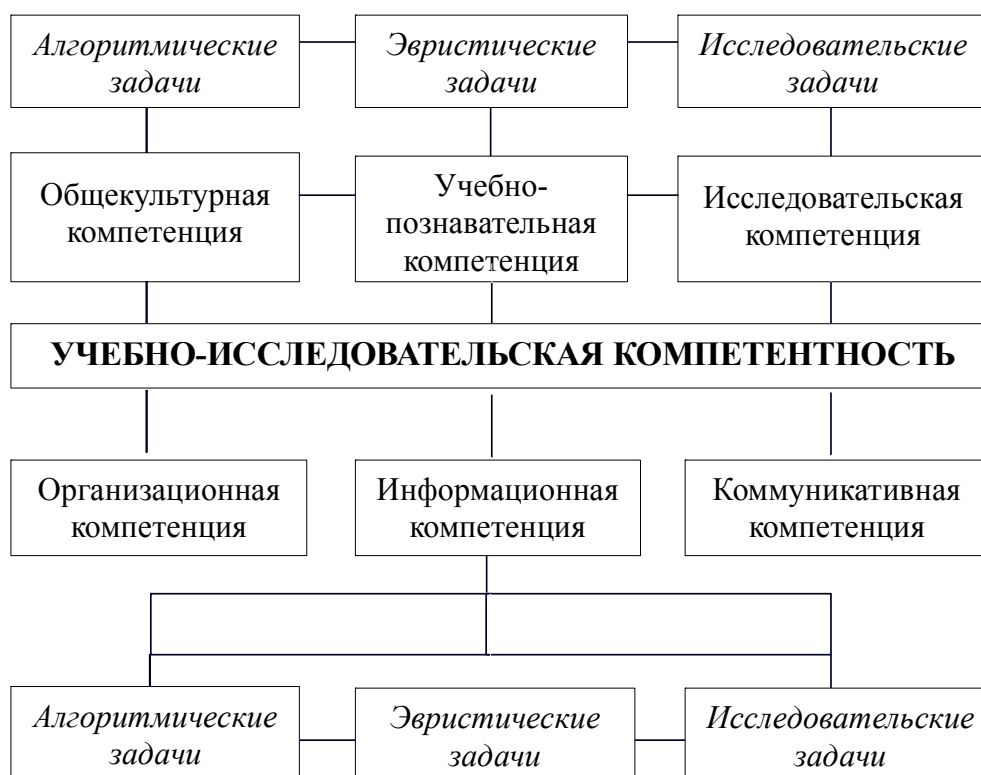 Алгоритмические
задачи
Эвристические
задачи
Исследовательские
задачи
Общекультурная
компетенция
Учебно-
познавательная
компетенция
Исследовательская
компетенция
УЧЕБНО-ИССЛЕДОВАТЕЛЬСКАЯ КОМПЕТЕНТНОСТЬ
Организационная
компетенция
Информационная
компетенция
Коммуникативная
компетенция
Алгоритмические
задачи
Эвристические
задачи
Исследовательские
задачи